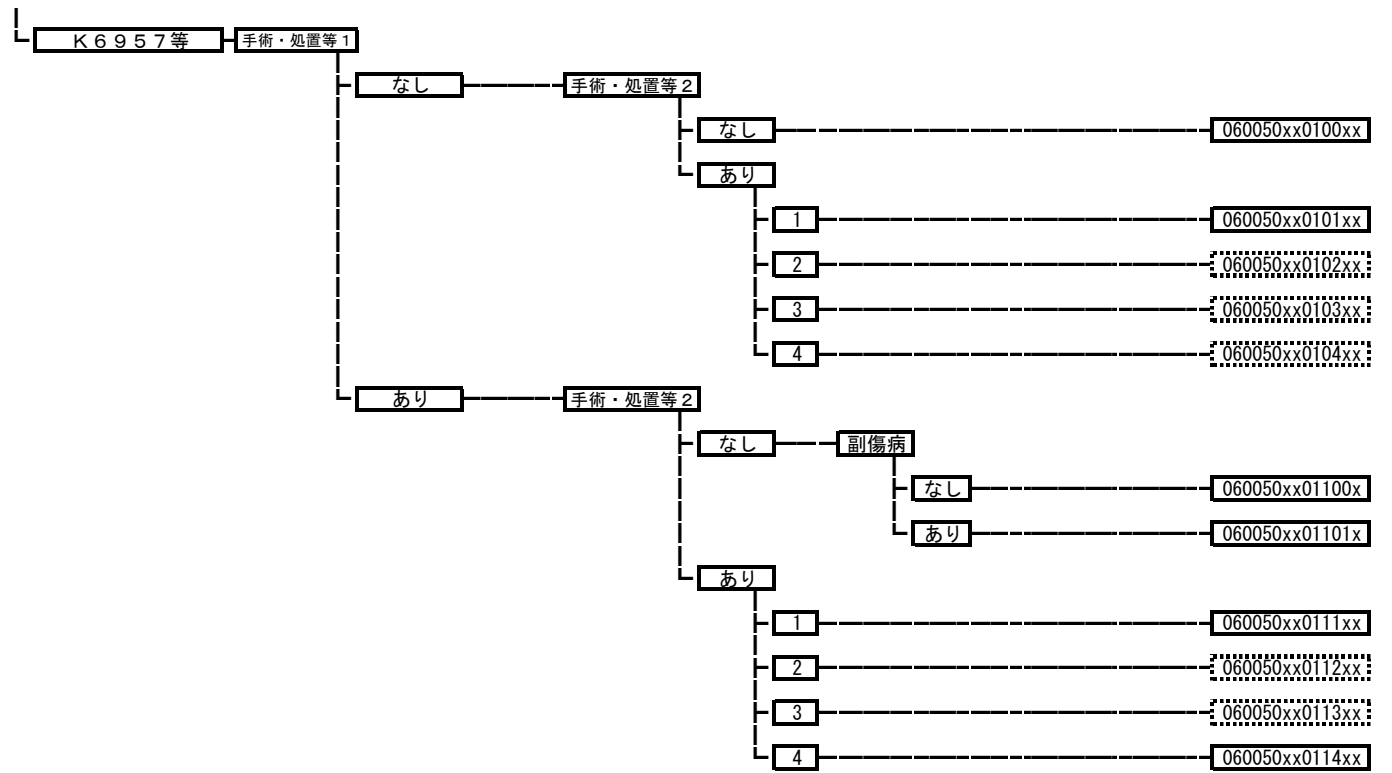 K6957等 手術・処置等1
なし 手術・処置等2
なし 060050xx0100xx
あり
1 060050xx0101xx
2 060050xx0102xx
3 060050xx0103xx
4 060050xx0104xx
あり 手術・処置等2
なし 副傷病
なし 060050xx01100x
あり 060050xx01101x
あり
1 060050xx0111xx
2 060050xx0112xx
3 060050xx0113xx
4 060050xx0114xx